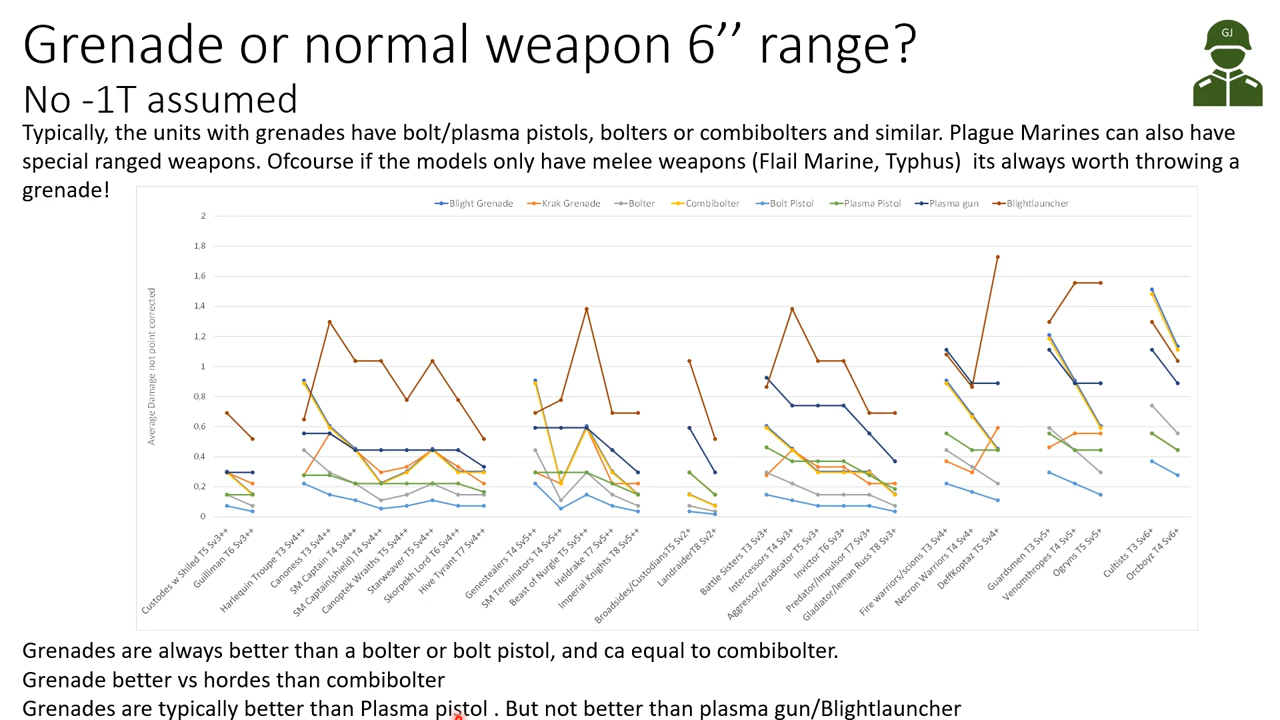 Grenade or normal weapon 6’’ range?
GJ
No -1T assumed
Typically, the units with grenades have bolt/plasma pistols, bolters or combibolters and similar. Plague Marines can also have
special ranged weapons. Ofcourse if the models only have melee weapons (Flail Marine, Typhus)  its always worth throwing a
grenade!
Blight Grenade Krak Grenade Bolter Combibolter Bolt Pistol Plasma Pistol Plasma gun Blightlauncher
2
1,8
1,6
1,4
1,2
1
0,8
0,6
0,4
0,2
0
Average Damage not point corrected
Custodes w Shiled T5 Sv3++
Guilliman T6 Sv3++
Harlequin Troupe T3 Sv4++
Canoness T3 Sv4++
SM Captain T4 Sv4++
SM Captain(shield) T4 Sv4++
Canoptek Wraiths T5 Sv4++
Starweaver T5 Sv4++
Skorpekh Lord T6 Sv4++
Hive Tyrant T7 Sv4++
Genestealers T4 Sv5++
SM Terminators T4 Sv5++
Beast of Nurgle T5 Sv5++
Heldrake T7 Sv5++
Imperial Knights T8 Sv5++
Broadsides/CustodianT5 Sv2+
LandraiderT8 Sv2+
Battle Sisters T3 Sv3+
Intercessors T4 Sv3+
Aggressor/eradicator T5 Sv3+
Invictor T6 Sv3+
Predator/Impulsor T7 Sv3+
Gladiator/leman Russ T8 Sv3+
Fire warriors/scions T3 Sv4+
Necron Warriors T4 Sv4+
DefKoptaz T5 Sv4+
Guardsmen T3 Sv5+
Venomthropes T4 Sv5+
Ogryns T5 Sv5+
Cultists T3 Sv6+
Orcboyz T4 Sv6+
Grenades are always better than a bolter or bolt pistol, and ca equal to combibolter.
Grenade better vs hordes than combibolter
Grenades are typically better than Plasma pistol . But not better than plasma gun/Blightlauncher